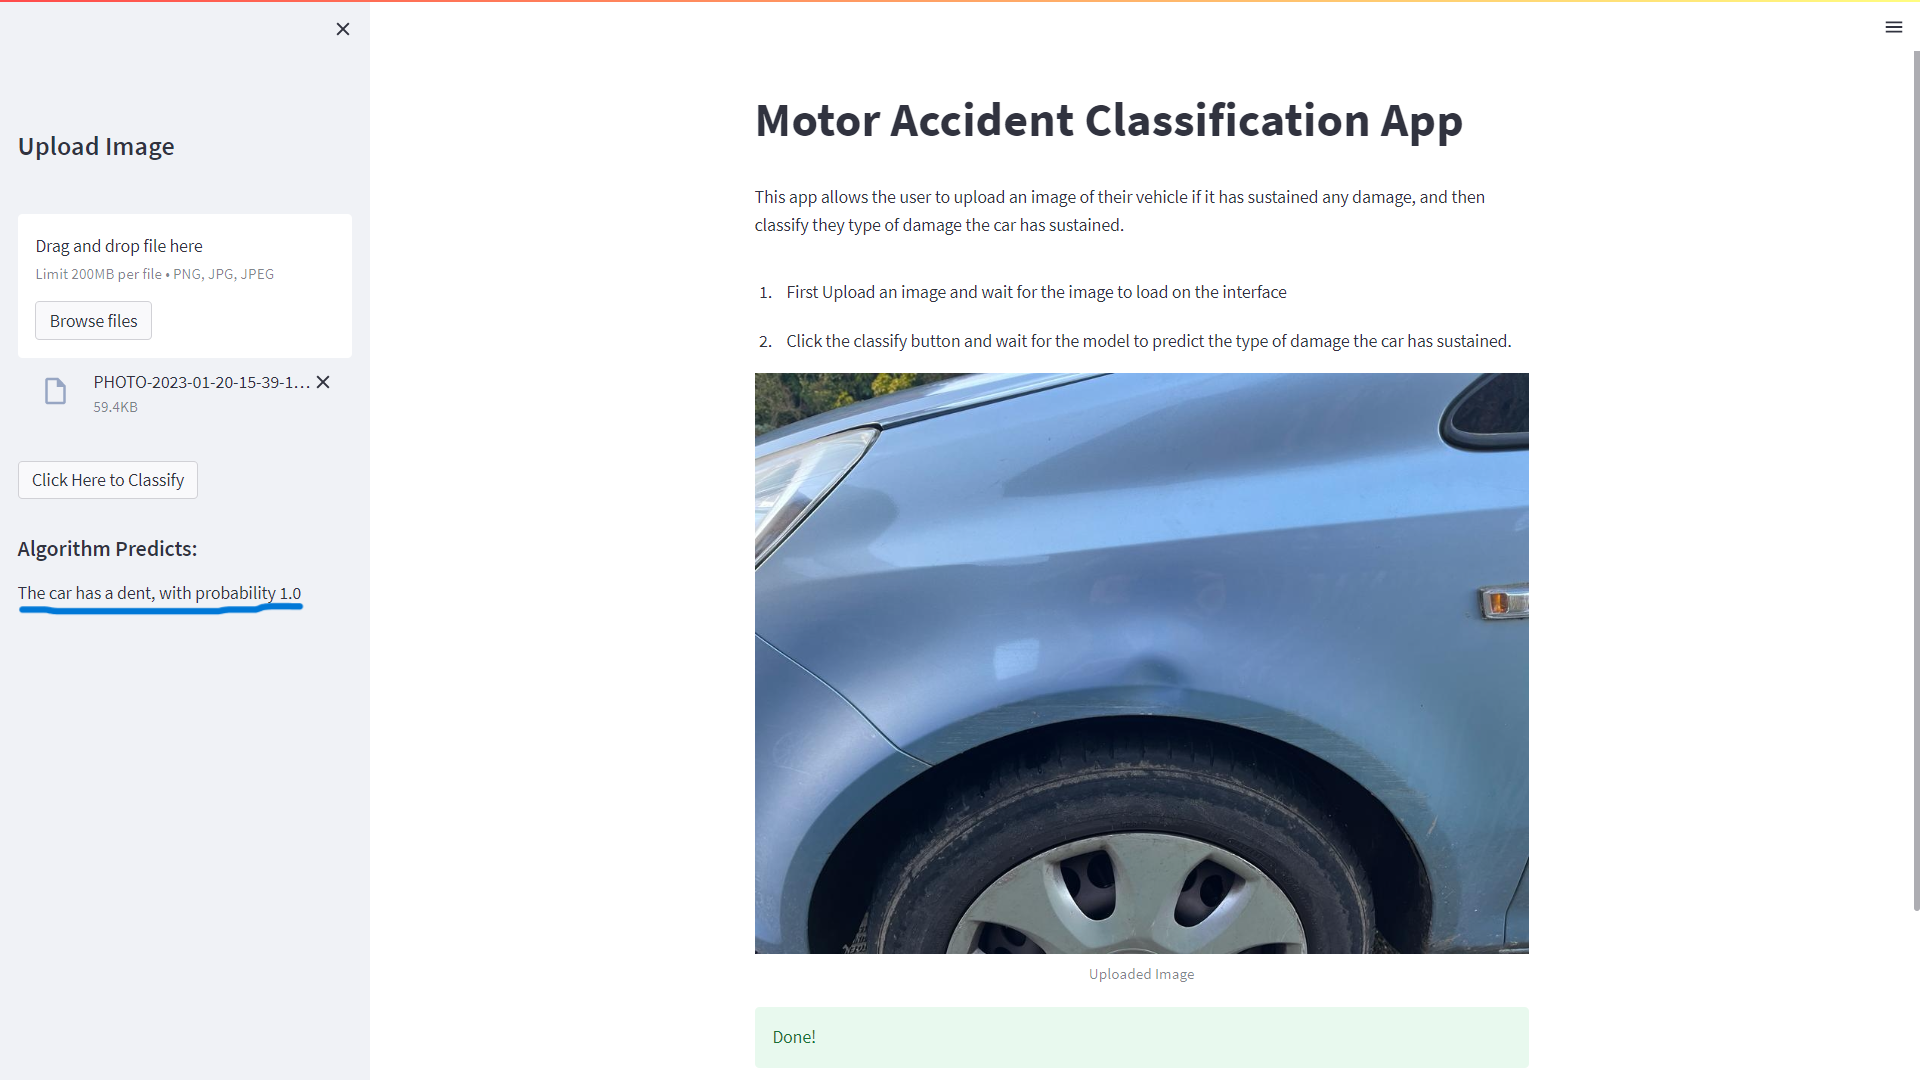 Upload Image
Drag and drop file here
Limit 200MB per file • PNG, JPG, JPEG
Browse files
PHOTO-2023-01-20-15-39-1...
59.4KB
Click Here to Classify
Algorithm Predicts:
The car has a dent, with probability 1.0
Motor Accident Classification App
This app allows the user to upload an image of their vehicle if it has sustained any damage, and then
classify they type of damage the car has sustained.
1. First Upload an image and wait for the image to load on the interface
2. Click the classify button and wait for the model to predict the type of damage the car has sustained.
Uploaded Image
Done!